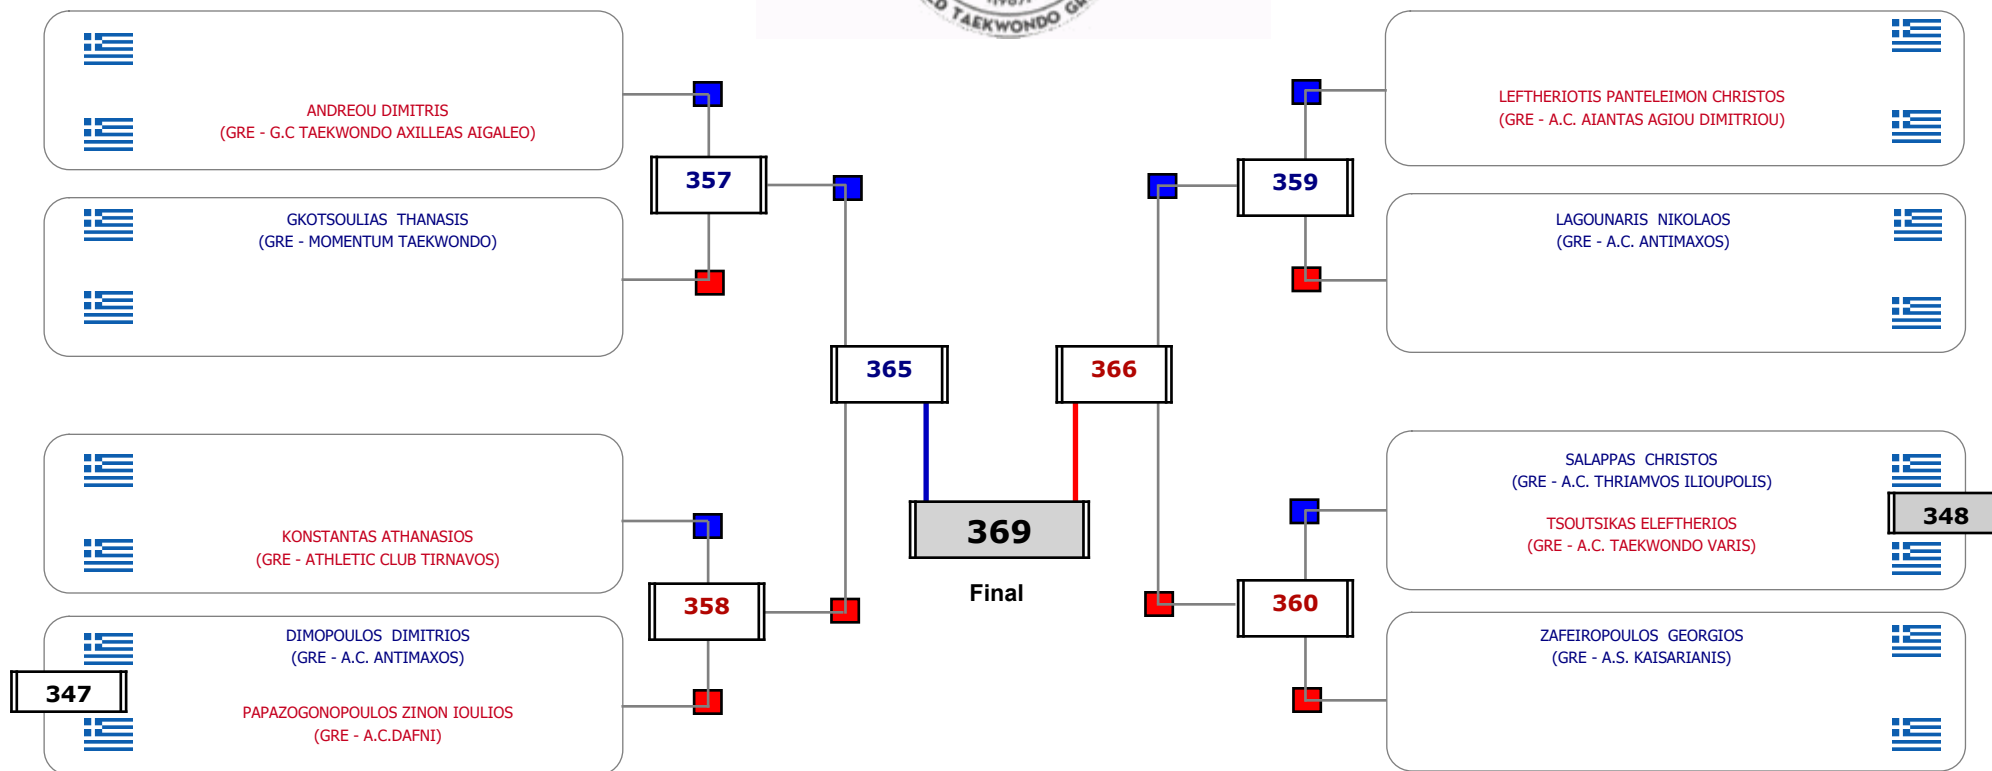 TAEKWONDO
ANDREOU DIMITRIS
(GRE - G.C TAEKWONDO AXILLEAS AIGALEO)
GKOTSOULIAS THANASIS
(GRE - MOMENTUM TAEKWONDO)
357
365
KONSTANTAS ATHANASIOS
(GRE - ATHLETIC CLUB TIRNAVOS)
358
DIMOPOULOS DIMITRIOS
(GRE - A.C. ANTIMAXOS)
347
PAPAZOGONOPOULOS ZINON IOULIOS
(GRE - A.C.DAFNI)
369
Final
LEFTHERIOTIS PANTELEIMON CHRISTOS
(GRE - A.C. AIANTAS AGIOU DIMITRIOU)
359
LAGOUNARIS NIKOLAOS
(GRE - A.C. ANTIMAXOS)
366
SALAPPAS CHRISTOS
(GRE - A.C. THRIAMVOS ILIOUPOLIS)
348
TSOUTSIKAS ELEFTHERIOS
(GRE - A.C. TAEKWONDO VARIS)
360
ZAFEIROPOULOS GEORGIOS
(GRE - A.S. KAISARIANIS)